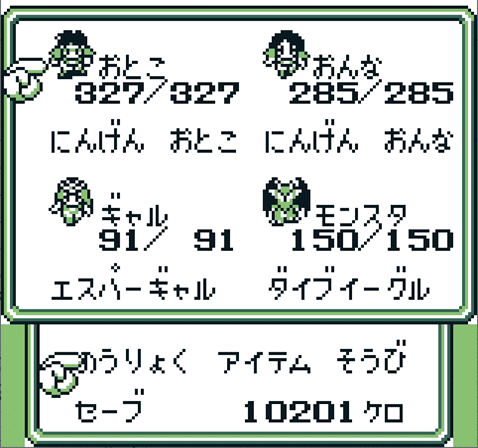 おとこ おんな
327/327 285/285
にんげん おとこ にんげん おんな
ギャル モンスタ
91/ 91 150/150
エスパーギャル ダイブイーグル
のうりょく アイテム そうび
セーブ 10201 ケロ